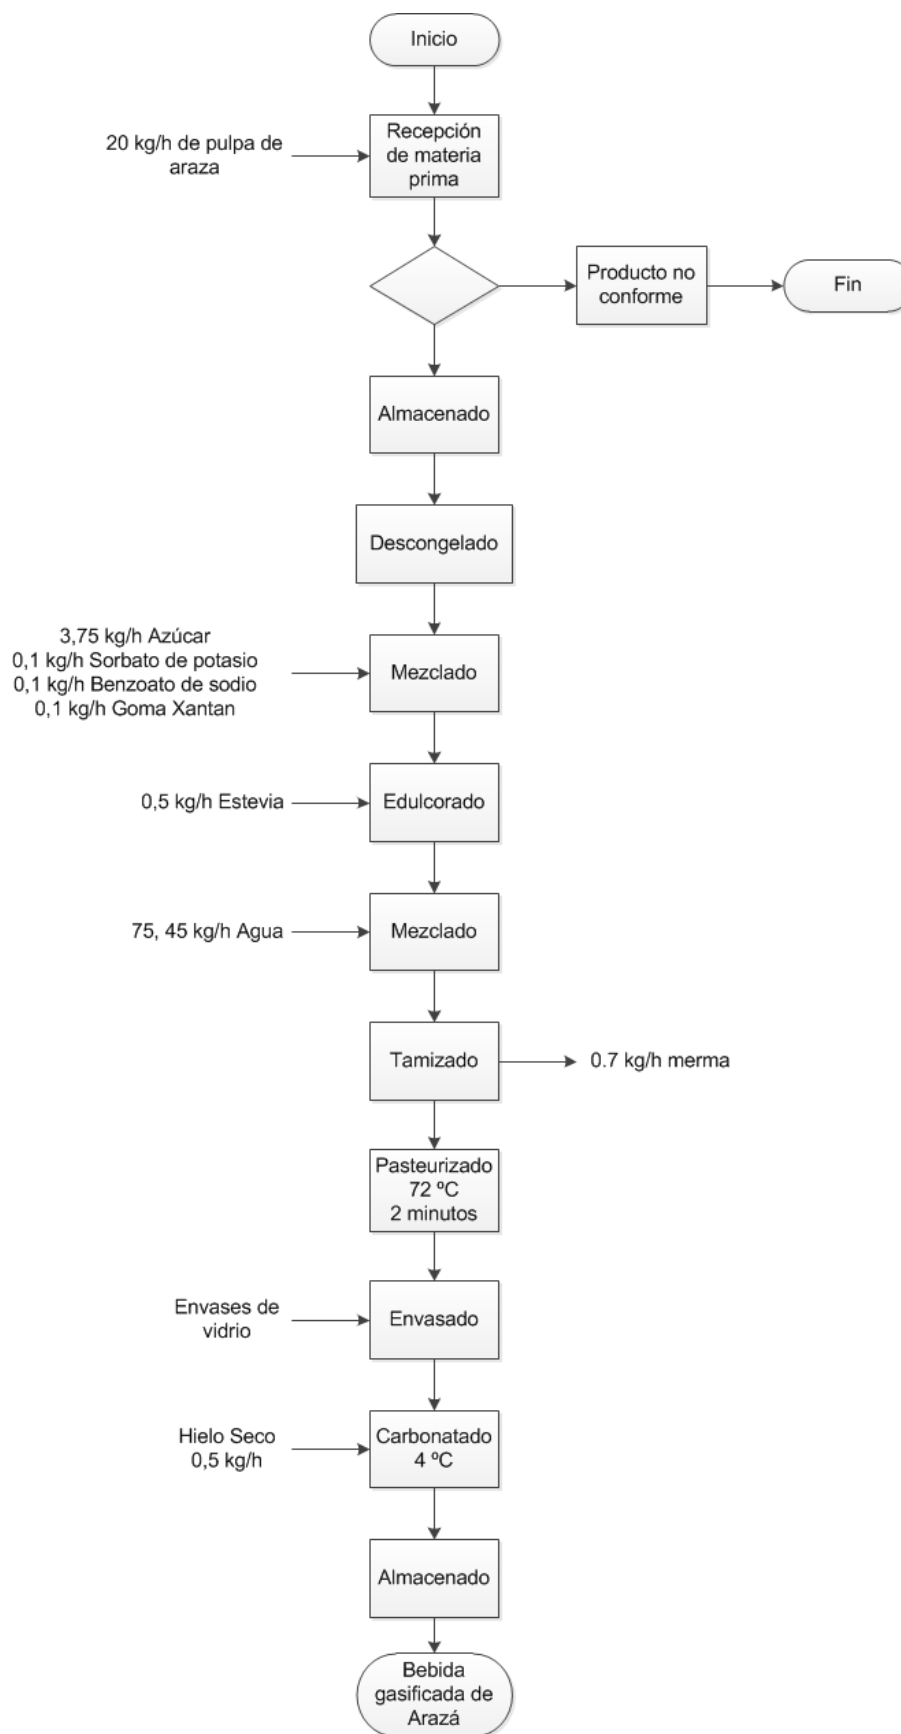 Inicio
20 kg/h de pulpa de
araza
Recepción
de materia
prima
Producto no
conforme
Fin
Almacenado
Descongelado
3,75 kg/h Azúcar
0,1 kg/h Sorbato de potasio
0,1 kg/h Benzoato de sodio
0,1 kg/h Goma Xantan
Mezclado
0,5 kg/h Estevia
Edulcorado
75, 45 kg/h Agua
Mezclado
Tamizado
0.7 kg/h merma
Pasteurizado
72 ºC
2 minutos
Envases de
vidrio
Envasado
Hielo Seco
0,5 kg/h
Carbonatado
4 ºC
Almacenado
Bebida
gasificada de
Arazá